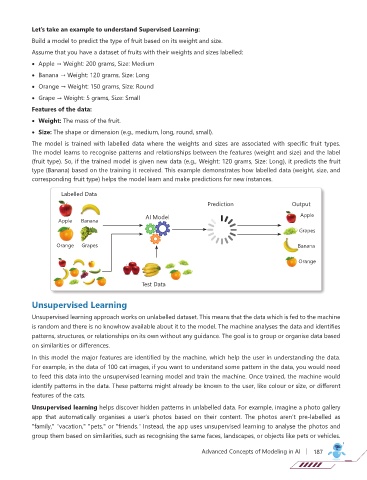 Let's take an example to understand Supervised Learning:
Build a model to predict the type of fruit based on its weight and size.
Assume that you have a dataset of fruits with their weights and sizes labelled:
• Apple → Weight: 200 grams, Size: Medium
• Banana → Weight: 120 grams, Size: Long
• Orange → Weight: 150 grams, Size: Round
• Grape → Weight: 5 grams, Size: Small
Features of the data:
• Weight: The mass of the fruit.
• Size: The shape or dimension (e.g., medium, long, round, small).
The model is trained with labelled data where the weights and sizes are associated with specific fruit types.
The model learns to recognise patterns and relationships between the features (weight and size) and the label
(fruit type). So, if the trained model is given new data (e.g., Weight: 120 grams, Size: Long), it predicts the fruit
type (Banana) based on the training it received. This example demonstrates how labelled data (weight, size, and
corresponding fruit type) helps the model learn and make predictions for new instances.
Labelled Data
Prediction
Output
Apple
Banana
AI Model
Apple
Grapes
Orange
Grapes
Banana
Orange
Test Data
Unsupervised Learning
Unsupervised learning approach works on unlabelled dataset. This means that the data which is fed to the machine
is random and there is no knowhow available about it to the model. The machine analyses the data and identifies
patterns, structures, or relationships on its own without any guidance. The goal is to group or organise data based
on similarities or differences.
In this model the major features are identified by the machine, which help the user in understanding the data.
For example, in the data of 100 cat images, if you want to understand some pattern in the data, you would need
to feed this data into the unsupervised learning model and train the machine. Once trained, the machine would
identify patterns in the data. These patterns might already be known to the user, like colour or size, or different
features of the cats.
Unsupervised learning helps discover hidden patterns in unlabelled data. For example, imagine a photo gallery
app that automatically organises a user's photos based on their content. The photos aren't pre-labelled as
"family," "vacation," "pets," or "friends." Instead, the app uses unsupervised learning to analyse the photos and
group them based on similarities, such as recognising the same faces, landscapes, or objects like pets or vehicles.
Advanced Concepts of Modeling in AI | 187